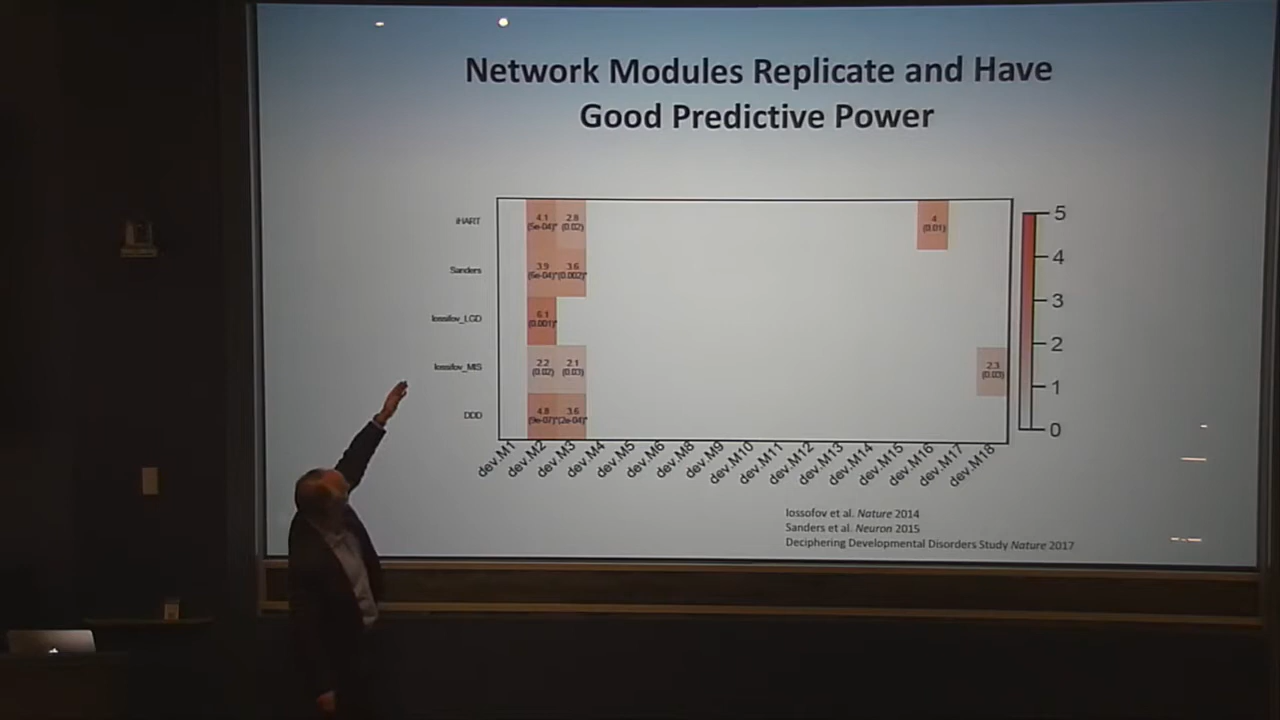 Network Modules Replicate and Have
Good Predictive Power
iHART
4.1
(5e-04)*
2.8
(0.02)
4
(0.01)
Sanders
3.9
(6e-04)*
3.6
(0.002)*
Iossifov_LGD
6.1
(0.001)*
Iossifov_MIS
2.2
(0.02)
2.1
(0.03)
2.3
(0.03)
DDD
4.8
(9e-07)*
3.6
(2e-04)*
5
4
3
2
1
0
dev.M1
dev.M2
dev.M3
dev.M4
dev.M5
dev.M6
dev.M8
dev.M9
dev.M10
dev.M11
dev.M12
dev.M13
dev.M14
dev.M15
dev.M16
dev.M17
dev.M18
Iossofov et al. Nature 2014
Sanders et al. Neuron 2015
Deciphering Developmental Disorders Study Nature 2017